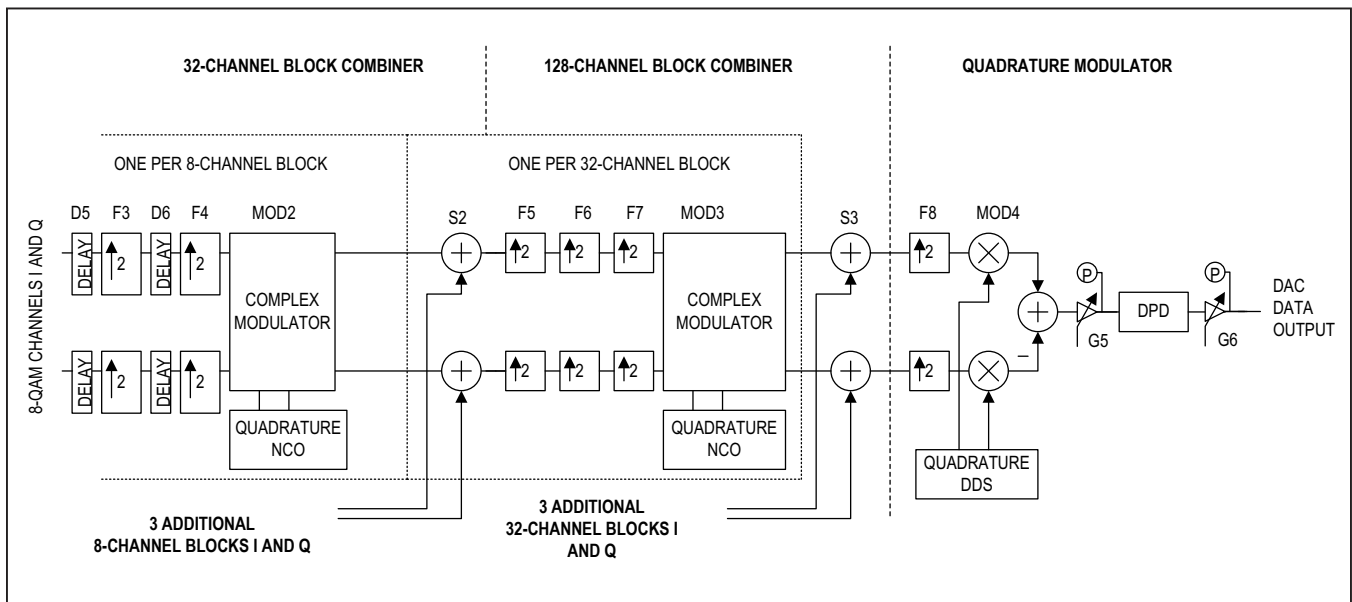 32-CHANNEL BLOCK COMBINER
128-CHANNEL BLOCK COMBINER
QUADRATURE MODULATOR
ONE PER 8-CHANNEL BLOCK
ONE PER 32-CHANNEL BLOCK
D5
F3
D6
F4
MOD2
S2
F5
F6
F7
MOD3
S3
F8
MOD4
8-QAM CHANNELS I AND Q
DELAY
2
DELAY
2
COMPLEX
MODULATOR
+
2
2
2
COMPLEX
MODULATOR
+
2
×
P
P
+
G5
DPD
G6
DAC
DATA
OUTPUT
DELAY
2
DELAY
2
+
2
2
2
+
2
×
–
QUADRATURE
NCO
QUADRATURE
NCO
QUADRATURE
DDS
3 ADDITIONAL
8-CHANNEL BLOCKS I AND Q
3 ADDITIONAL
32-CHANNEL BLOCKS I
AND Q